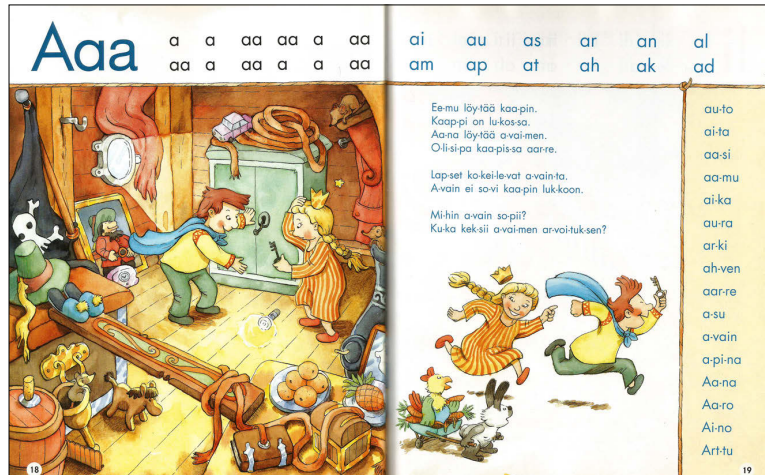 Aaa
a a aa aa a aa
aa a aa a a aa
18
ai au as ar an al
am ap at ah ak ad
Ee-mu löy-tää kaa-pin.
Kaap-pi on lu-kos-sa.
Aa-na löy-tää a-vai-men.
O-li-si-pa kaa-pis-sa aar-re.
Lap-set ko-kei-le-vat a-vain-ta.
A-vain ei so-vi kaa-pin luk-koon.
Mi-hin a-vain so-pii?
Ku-ka kek-sii a-vai-men ar-voi-tuk-sen?
au-to
ai-ta
aa-si
aa-mu
ai-ka
au-ra
ar-ki
ah-ven
aar-re
a-su
a-vain
a-pi-na
Aa-na
Aa-ro
Ai-no
Art-tu
19